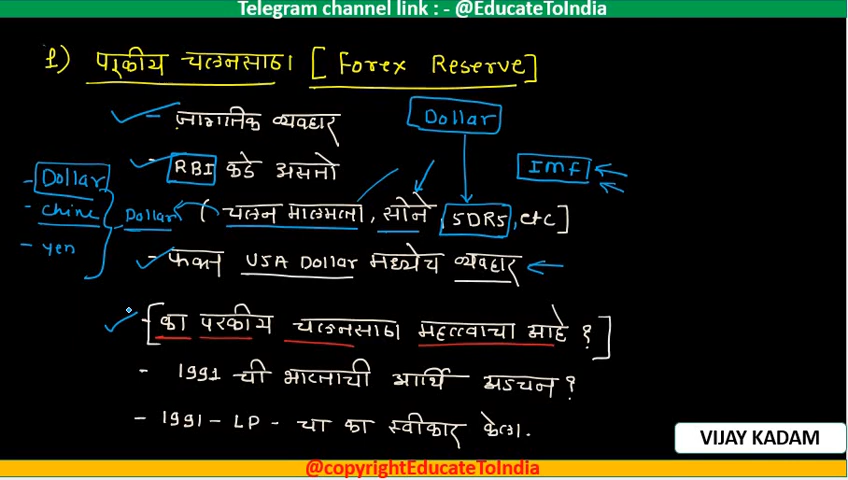 Telegram channel link : - @EducateToIndia
1) परकीय चलनसाठा [ Forex Reserve ]
- जागतिक व्यवहार
Dollar
- RBI कडे असतो
IMF
- Dollar
- chine
- yen
Dollar
( चलन मालमत्ता, सोने, SDRS, etc ]
- फक्त USA Dollar मध्येच व्यवहार
- [ का परकीय चलनसाठा महत्वाचा आहे ? ]
- 1991 ची भारताची आर्थि अडचन ?
- 1991 - LP - चा का स्वीकार केला.
VIJAY KADAM
@copyrightEducateToIndia